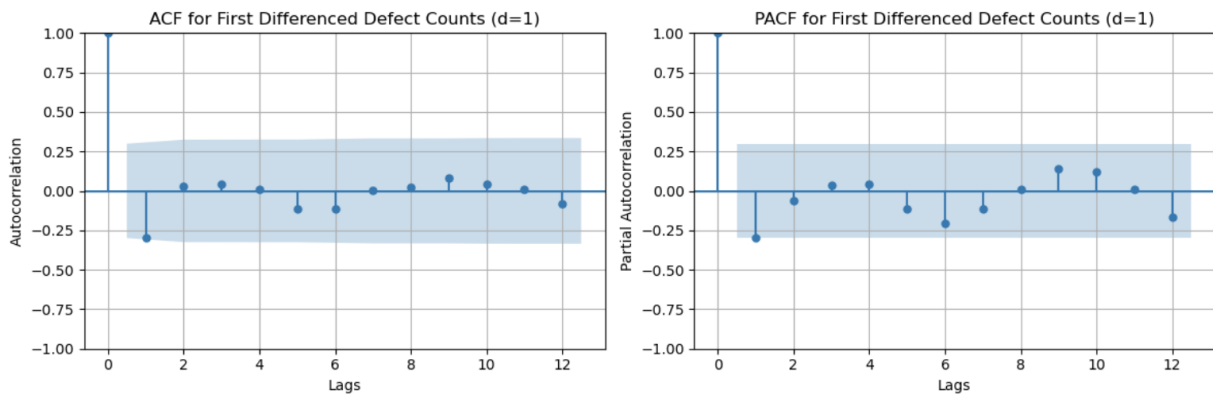 ACF for First Differenced Defect Counts (d=1)
1.00
0.75
0.50
0.25
0.00
−0.25
−0.50
−0.75
−1.00
Autocorrelation
0 2 4 6 8 10 12
Lags
PACF for First Differenced Defect Counts (d=1)
1.00
0.75
0.50
0.25
0.00
−0.25
−0.50
−0.75
−1.00
Partial Autocorrelation
0 2 4 6 8 10 12
Lags